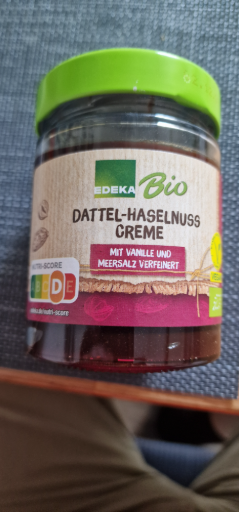 EDEKA Bio
DATTEL-HASELNUSS
CREME
MIT VANILLE UND
MEERSALZ VERFEINERT
NUTRI-SCORE
D